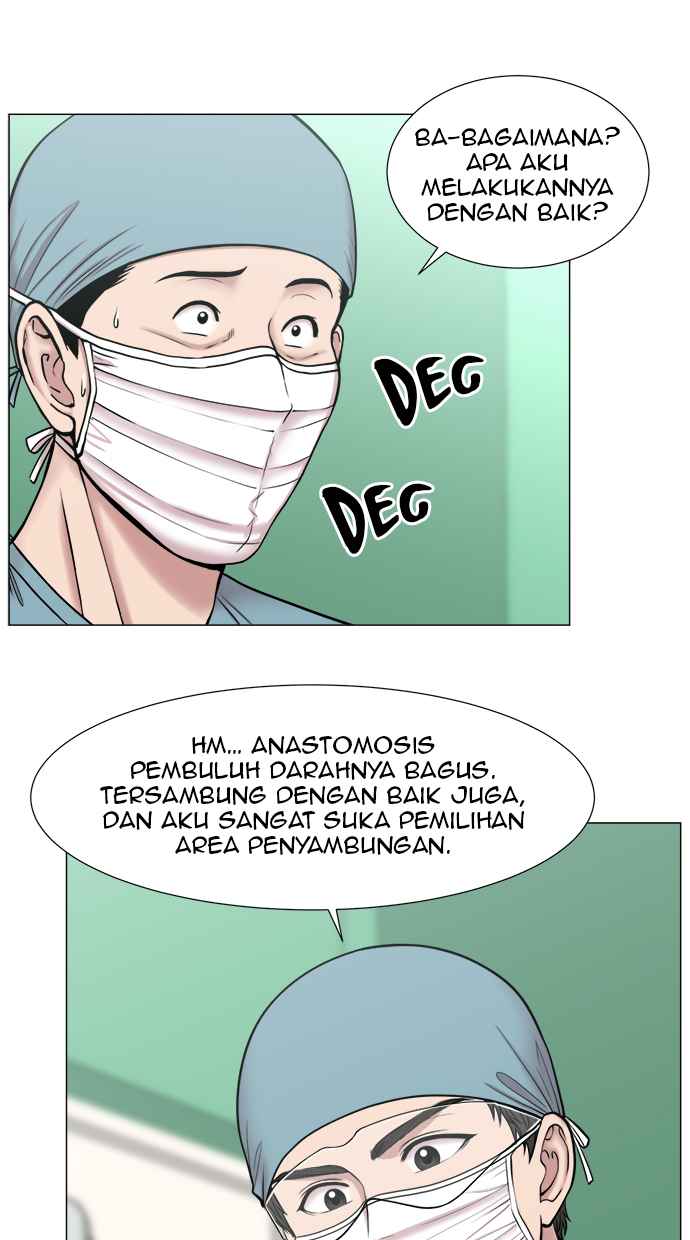 BA-BAGAIMANA?
APA AKU
MELAKUKANNYA
DENGAN BAIK?
DEG
DEG
HM... ANASTOMOSIS
PEMBULUH DARAHNYA BAGUS.
TERSAMBUNG DENGAN BAIK JUGA,
DAN AKU SANGAT SUKA PEMILIHAN
AREA PENYAMBUNGAN.